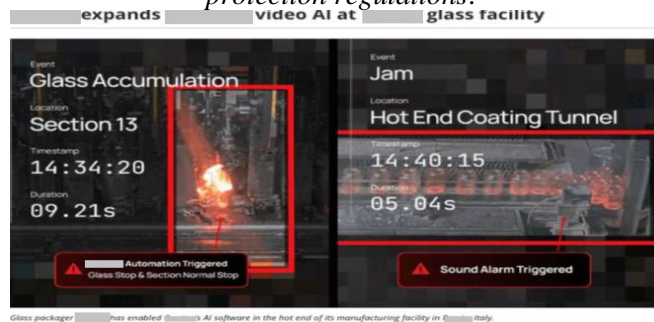 protection regulations.
expands video AI at glass facility
Event
Glass Accumulation
Location
Section 13
Timestamp
14:34:20
Duration
09.21s
Automation Triggered
Glass Stop & Section Normal Stop
Event
Jam
Location
Hot End Coating Tunnel
Timestamp
14:40:15
Duration
05.04s
Sound Alarm Triggered
Glass packager has enabled AI software in the hot end of its manufacturing facility in Italy.